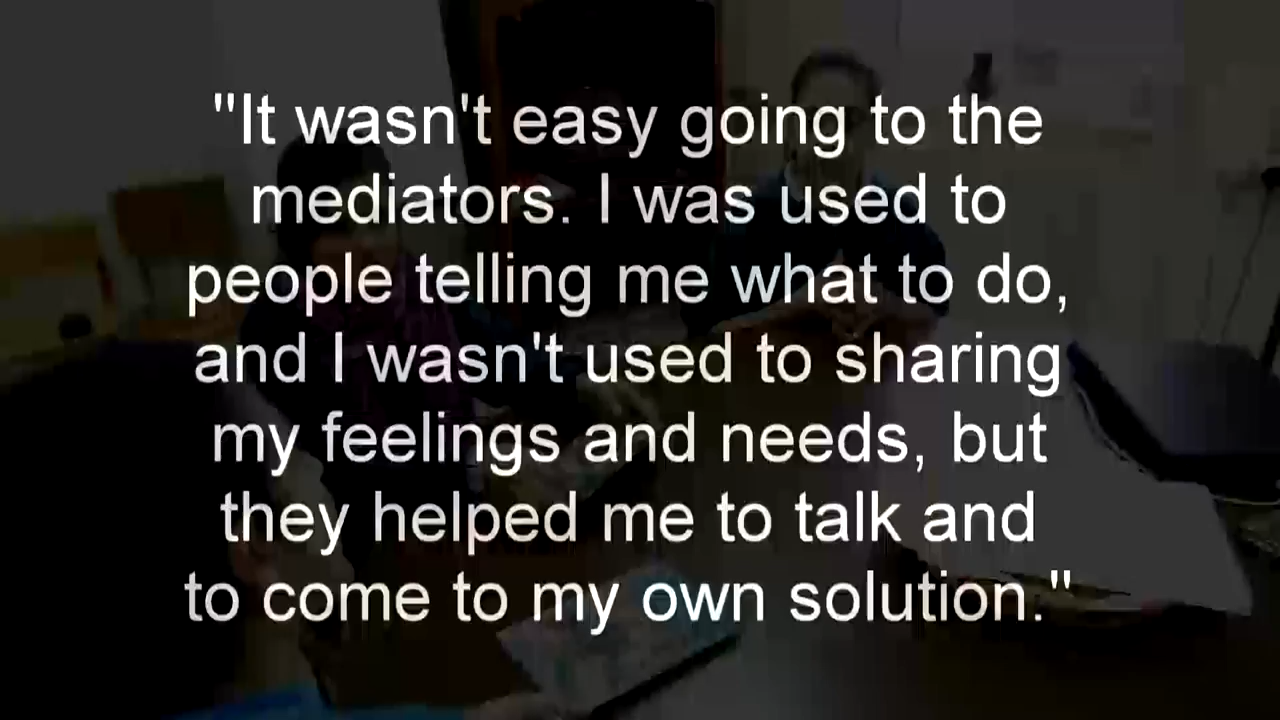 "It wasn't easy going to the
mediators. I was used to
people telling me what to do,
and I wasn't used to sharing
my feelings and needs, but
they helped me to talk and
to come to my own solution."